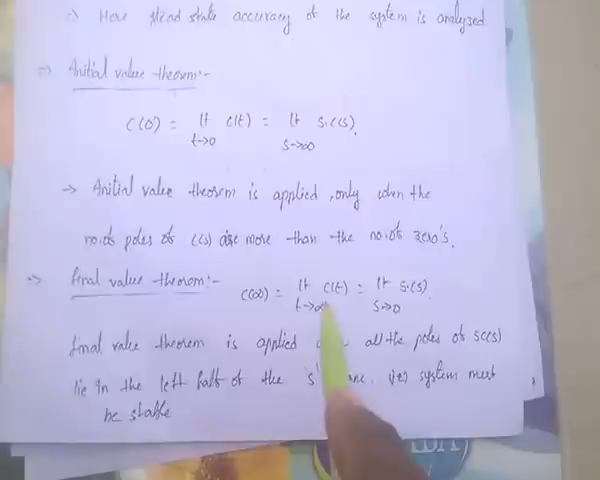 -> Here stead state accuracy of the system is analyzed
=> Initial value theorem:-
C(0) = lt c(t) = lt s.c(s).
t->0 s->∞
-> Initial value theorem is applied, only when the
no.of poles of c(s) are more than the no.of zero's.
=> final value theorem:- c(∞) = lt c(t) = lt s.(s)
t->∞ s->0
final value theorem is applied all the poles of sc(s)
lie in the left half of the s system must
be stable